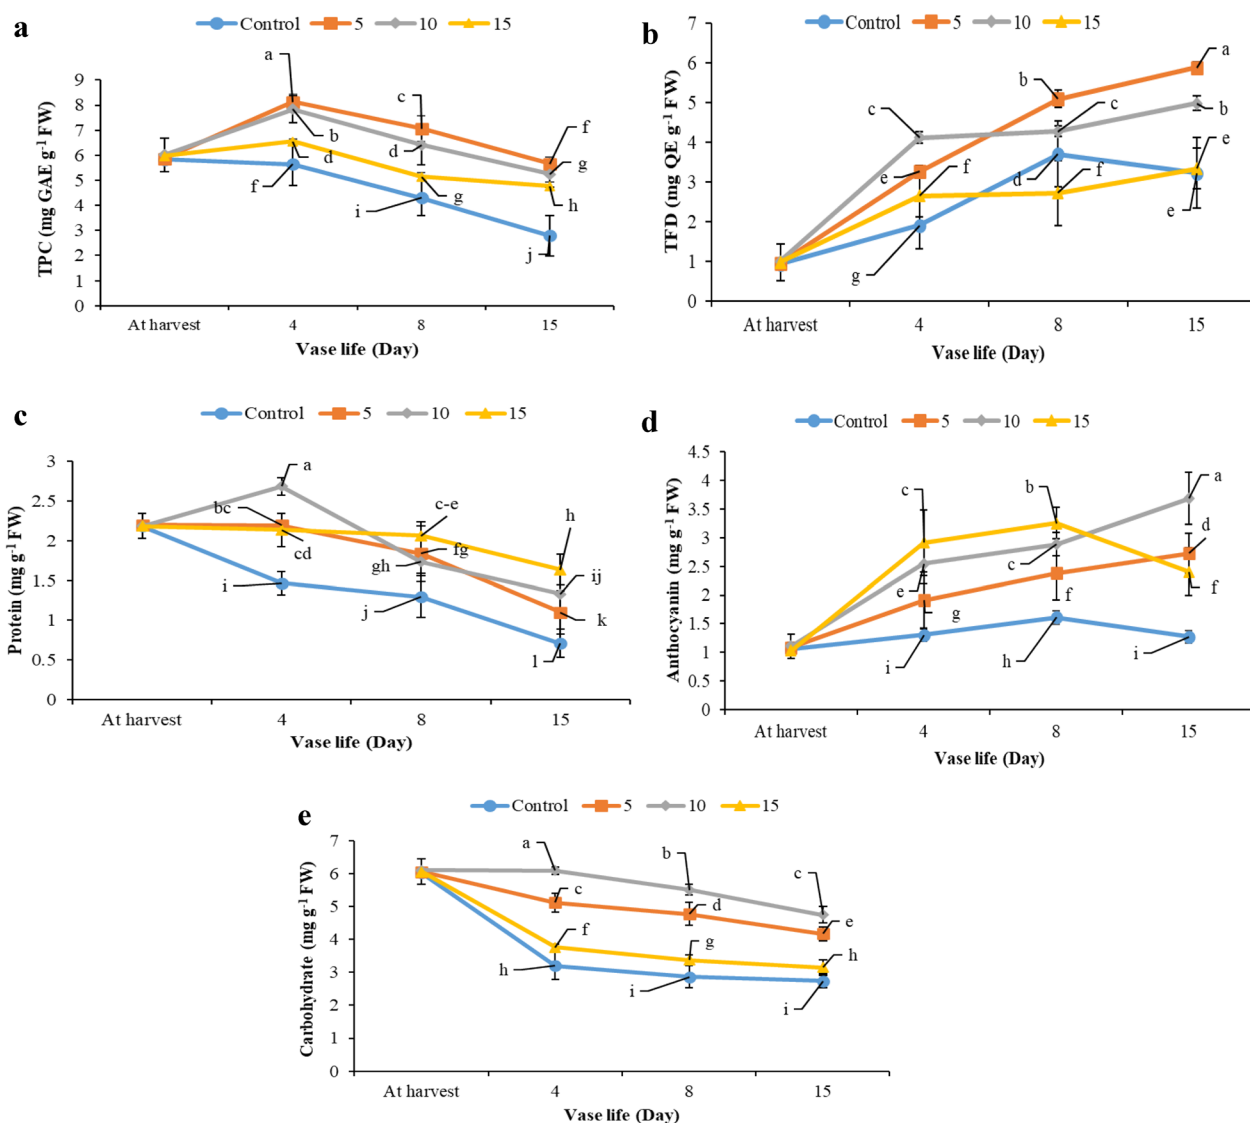 a
Control 5 10 15
TPC (mg GAE g-1 FW)
9
8
7
6
5
4
3
2
1
0
a
b
c
d
d
f
f
g
g
h
i
j
At harvest 4 8 15
Vase life (Day)
b
Control 5 10 15
TFD (mg QE g-1 FW)
7
6
5
4
3
2
1
0
a
b
c
c
b
e
e
f
d
f
e
g
At harvest 4 8 15
Vase life (Day)
c
Control 5 10 15
Protein (mg g-1 FW)
3
2.5
2
1.5
1
0.5
0
a
bc
c-e
h
cd
fg
gh
ij
i
j
k
l
At harvest 4 8 15
Vase life (Day)
d
Control 5 10 15
Anthocyanin (mg g-1 FW)
4.5
4
3.5
3
2.5
2
1.5
1
0.5
0
a
b
c
d
c
e
f
f
g
i
h
i
At harvest 4 8 15
Vase life (Day)
e
Control 5 10 15
Carbohydrate (mg g-1 FW)
7
6
5
4
3
2
1
0
a
b
c
c
d
e
f
g
h
h
i
i
At harvest 4 8 15
Vase life (Day)